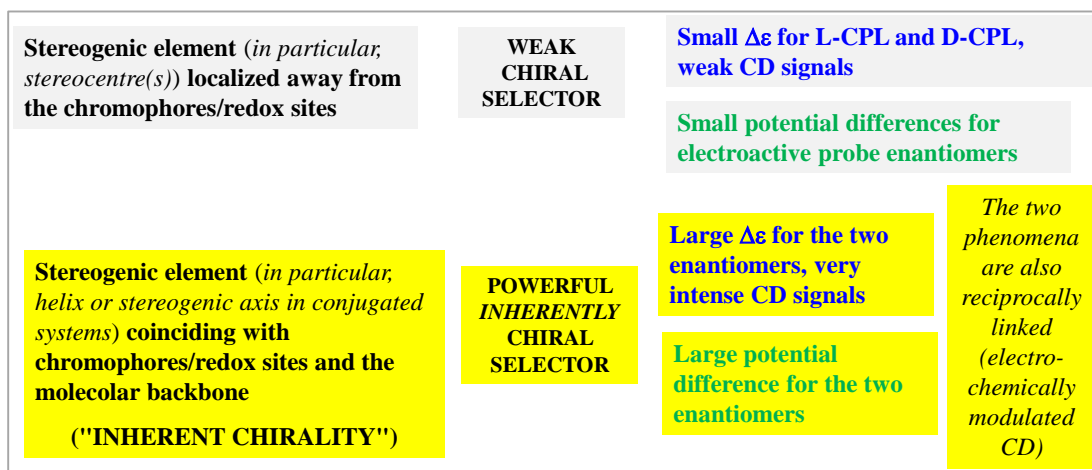 Stereogenic element (in particular,
stereocentre(s)) localized away from
the chromophores/redox sites
WEAK
CHIRAL
SELECTOR
Small Δε for L-CPL and D-CPL,
weak CD signals
Small potential differences for
electroactive probe enantiomers
Stereogenic element (in particular,
helix or stereogenic axis in conjugated
systems) coinciding with
chromophores/redox sites and the
molecular backbone
("INHERENT CHIRALITY")
POWERFUL
INHERENTLY
CHIRAL
SELECTOR
Large Δε for the two
enantiomers, very
intense CD signals
Large potential
difference for the two
enantiomers
The two
phenomena
are also
reciprocally
linked
(electro-
chemically
modulated
CD)